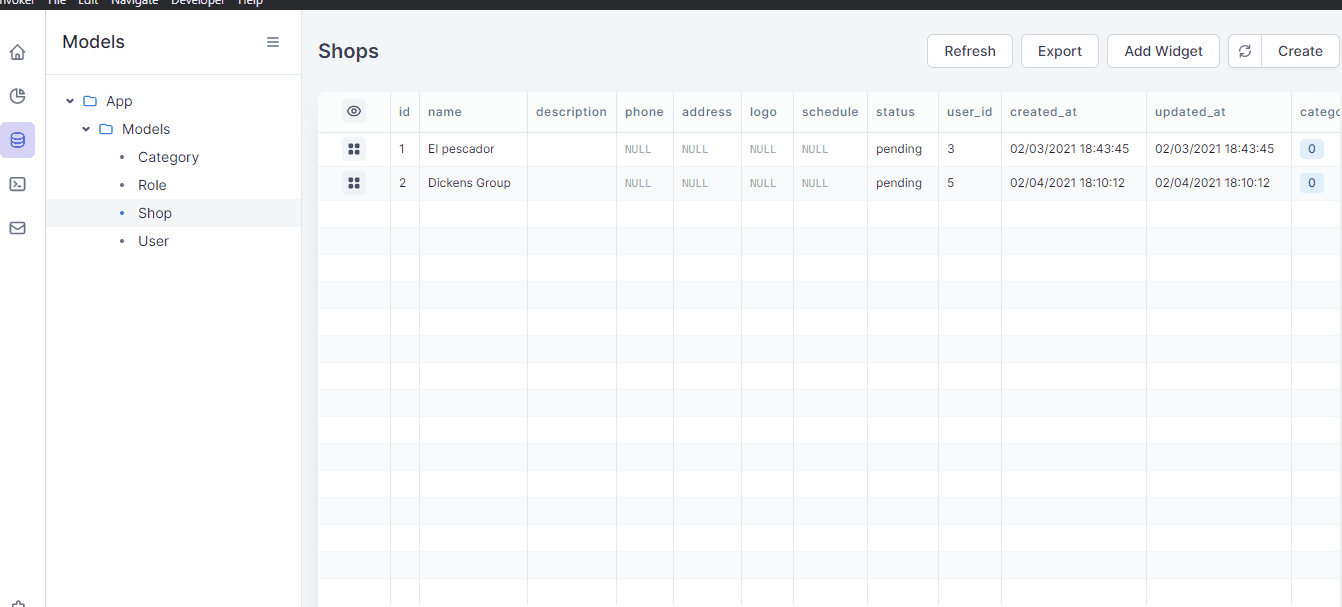 File Edit Navigate Developer Help
Models
App
Models
Category
Role
Shop
User
Shops
Refresh Export Add Widget Create
id name description phone address logo schedule status user_id created_at updated_at
1 El pescador NULL NULL NULL NULL pending 3 02/03/2021 18:43:45 02/03/2021 18:43:45 0
2 Dickens Group NULL NULL NULL NULL pending 5 02/04/2021 18:10:12 02/04/2021 18:10:12 0